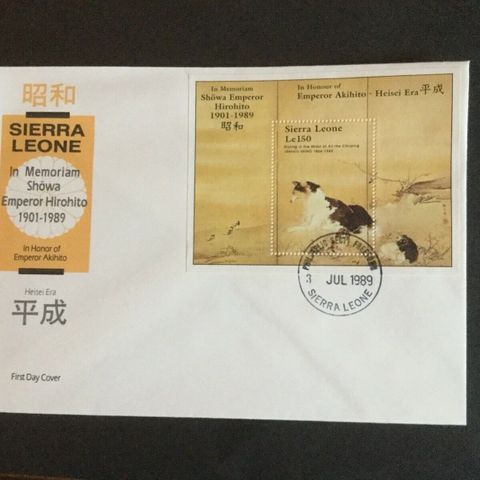 昭和
SIERRA
LEONE
In Memoriam
Shōwa
Emperor Hirohito
1901-1989
In Honor of
Emperor Akihito
Heisei Era
平成
First Day Cover
In Memoriam
Shōwa Emperor
Hirohito
1901-1989
昭和
In Honour of
Emperor Akihito - Heisei Era 平成
Sierra Leone
Le150
3 JUL 1989
SIERRA LEONE